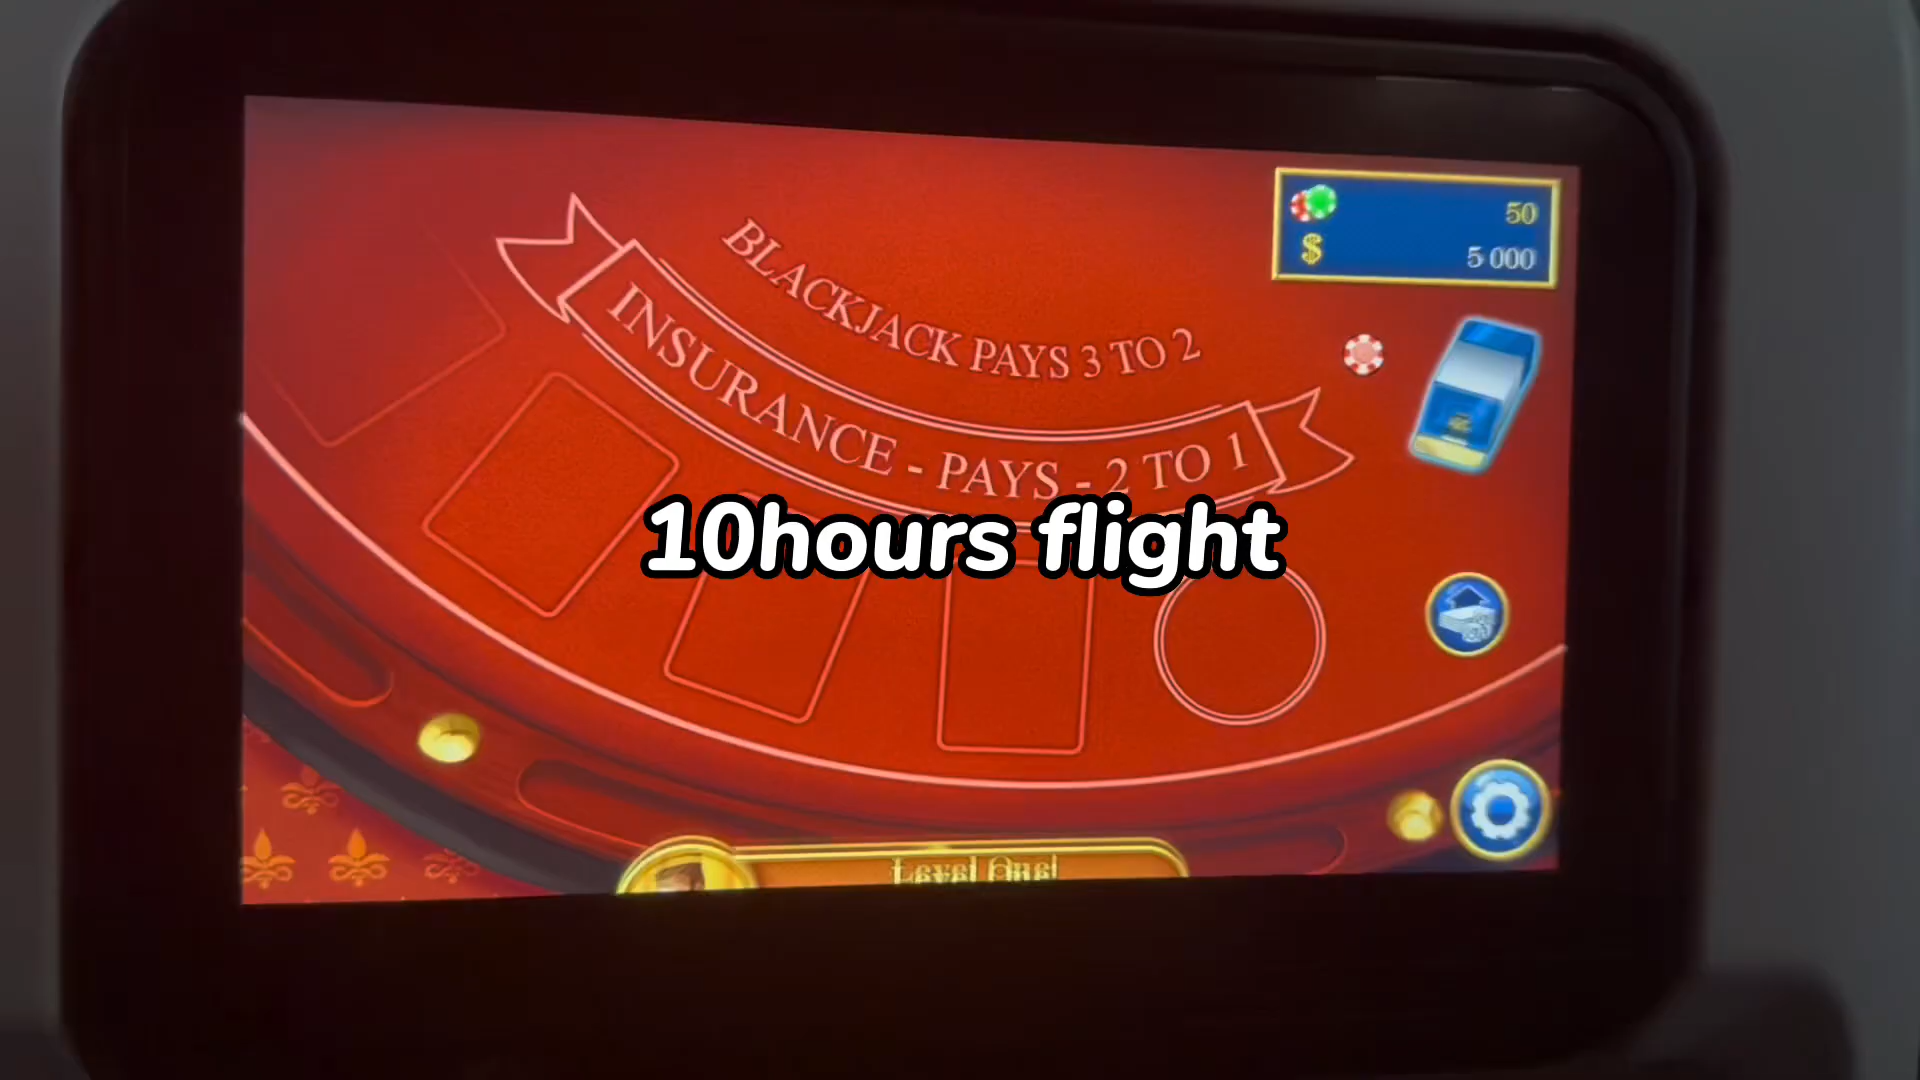 50
$ 5 000
BLACKJACK PAYS 3 TO 2
INSURANCE - PAYS - 2 TO 1
10hours flight
Level One!